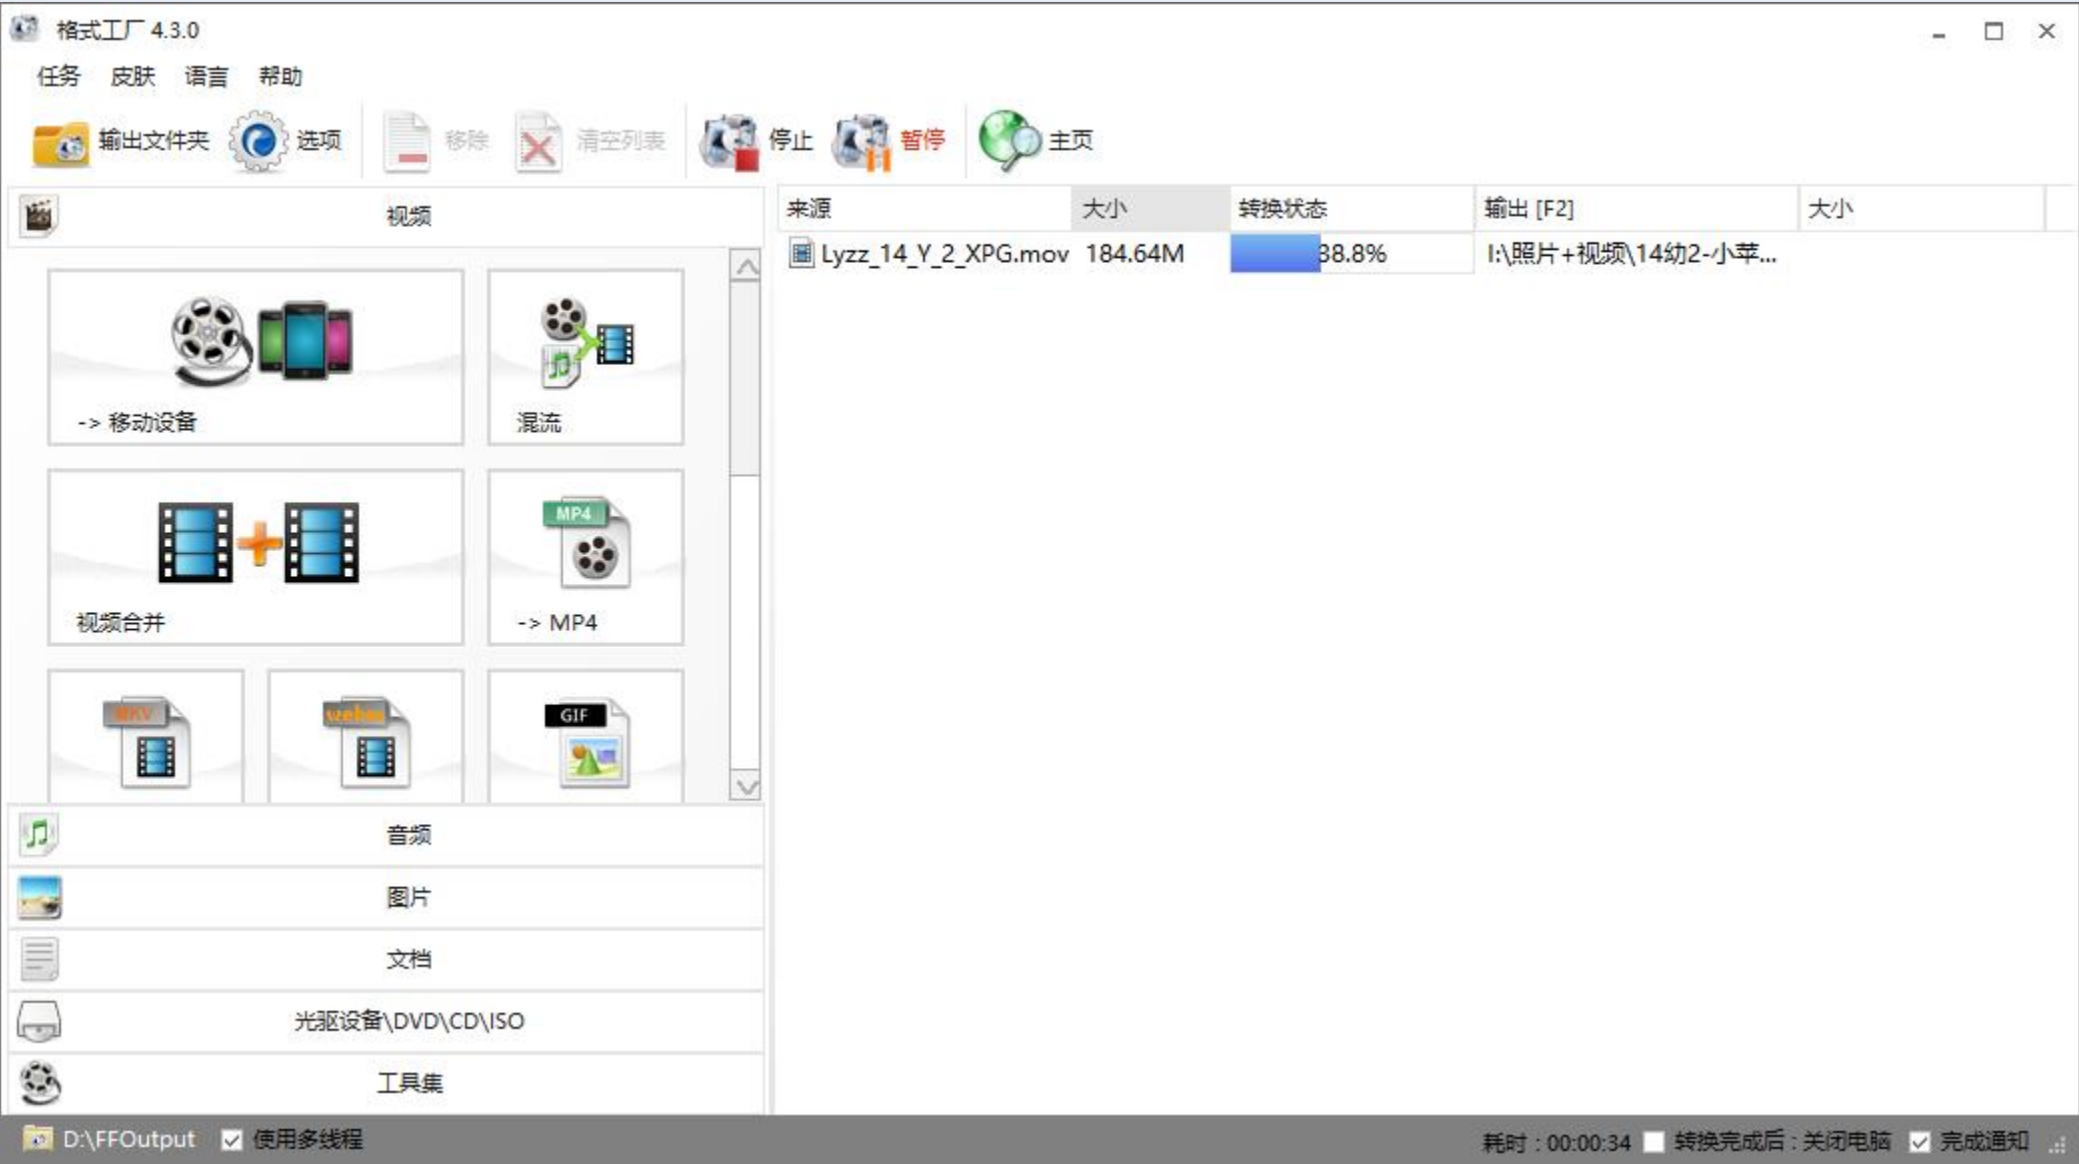 格式工厂 4.3.0
任务 皮肤 语言 帮助
输出文件夹 选项 移除 清空列表 停止 暂停 主页
视频
-> 移动设备
混流
视频合并
MP4
-> MP4
MKV
webm
GIF
音频
图片
文档
光驱设备\DVD\CD\ISO
工具集
来源 大小 转换状态 输出 [F2] 大小
Lyzz_14_Y_2_XPG.mov 184.64M 38.8% I:\照片+视频\14幼2-小苹...
D:\FFOutput 使用多线程
耗时 : 00:00:34 转换完成后 : 关闭电脑 完成通知